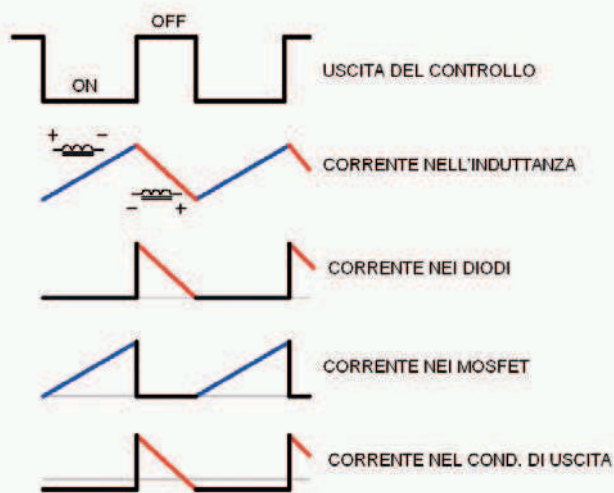 OFF
ON
USCITA DEL CONTROLLO
+ -
CORRENTE NELL'INDUTTANZA
- +
CORRENTE NEI DIODI
CORRENTE NEI MOSFET
CORRENTE NEL COND. DI USCITA